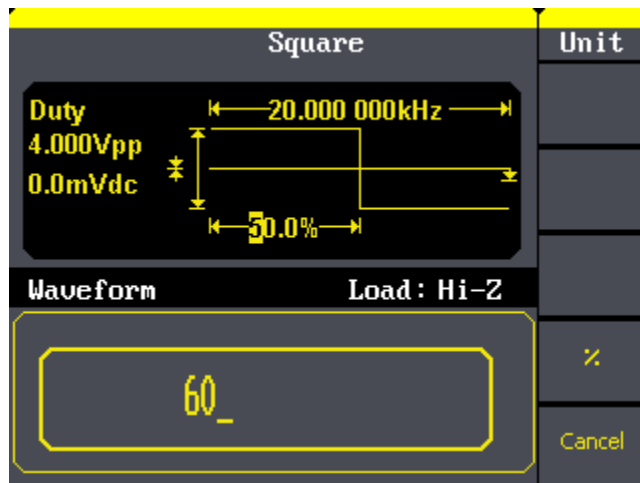 Square
Unit
Duty
20.000 000kHz
4.000Vpp
0.0mVdc
50.0%
Waveform
Load: Hi-Z
60_
%
Cancel